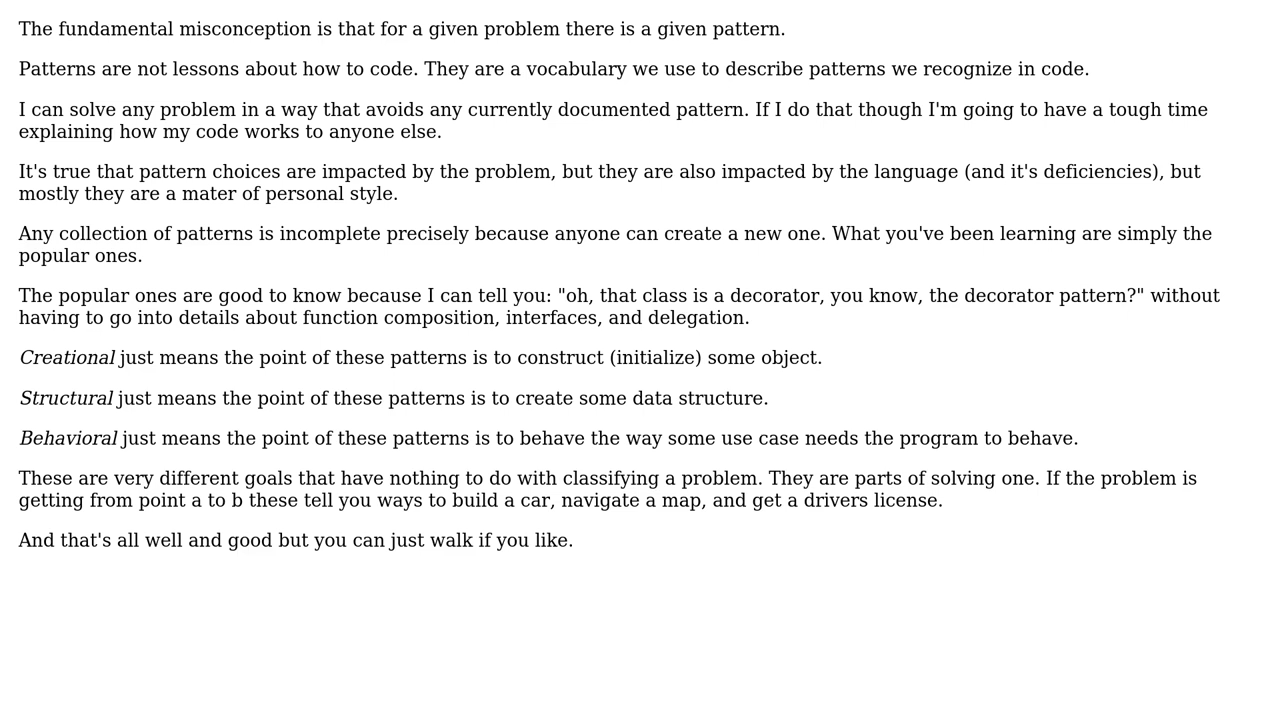 The fundamental misconception is that for a given problem there is a given pattern.
Patterns are not lessons about how to code. They are a vocabulary we use to describe patterns we recognize in code.
I can solve any problem in a way that avoids any currently documented pattern. If I do that though I'm going to have a tough time
explaining how my code works to anyone else.
It's true that pattern choices are impacted by the problem, but they are also impacted by the language (and it's deficiencies), but
mostly they are a mater of personal style.
Any collection of patterns is incomplete precisely because anyone can create a new one. What you've been learning are simply the
popular ones.
The popular ones are good to know because I can tell you: "oh, that class is a decorator, you know, the decorator pattern?" without
having to go into details about function composition, interfaces, and delegation.
Creational just means the point of these patterns is to construct (initialize) some object.
Structural just means the point of these patterns is to create some data structure.
Behavioral just means the point of these patterns is to behave the way some use case needs the program to behave.
These are very different goals that have nothing to do with classifying a problem. They are parts of solving one. If the problem is
getting from point a to b these tell you ways to build a car, navigate a map, and get a drivers license.
And that's all well and good but you can just walk if you like.